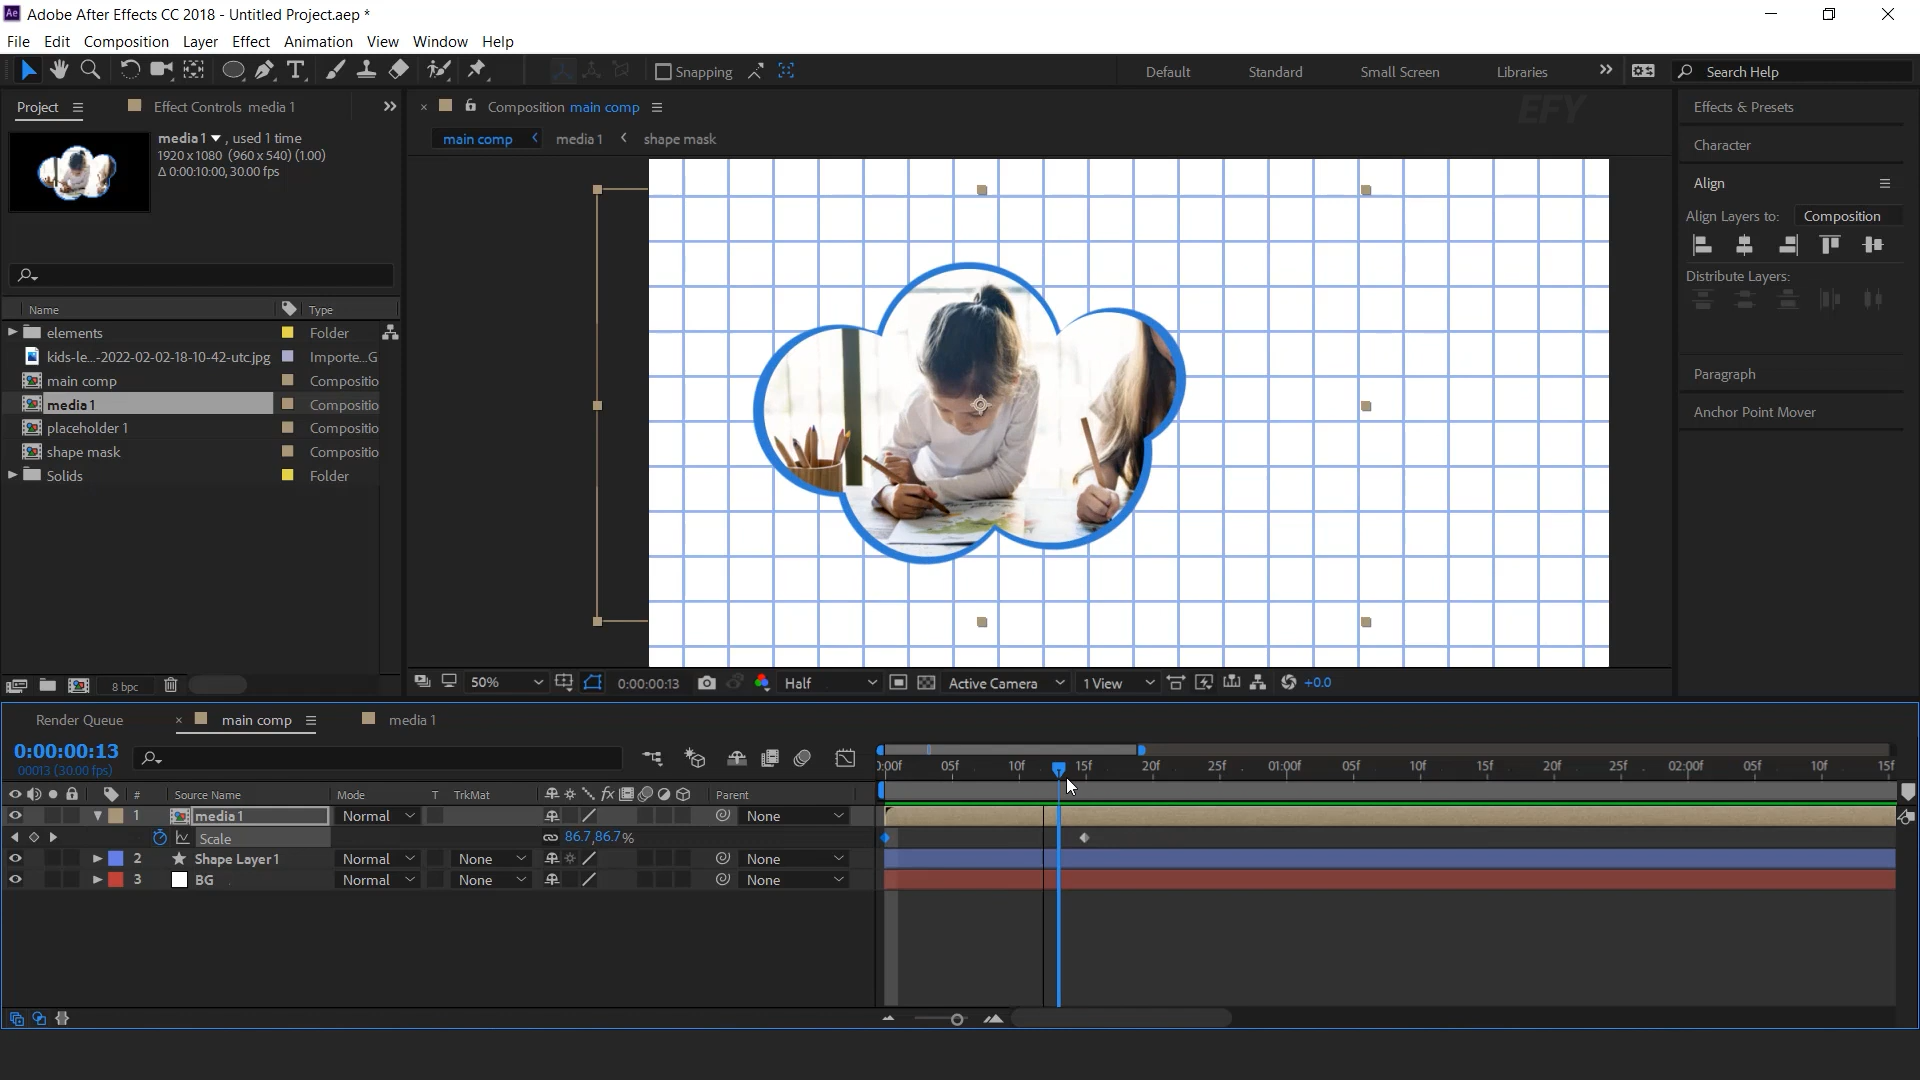 Adobe After Effects CC 2018 - Untitled Project.aep *
File Edit Composition Layer Effect Animation View Window Help
Snapping Default Standard Small Screen Libraries Search Help
Project Effect Controls media 1
media 1 , used 1 time
1920 x 1080 (960 x 540) (1.00)
Δ 0:00:10:00, 30.00 fps
Composition main comp
main comp media 1 shape mask
EFY
Effects & Presets
Character
Align
Align Layers to: Composition
Distribute Layers:
Paragraph
Anchor Point Mover
Name Type
elements Folder
kids-le...-2022-02-02-18-10-42-utc.jpg Importe...G
main comp Compositio
media 1 Compositio
placeholder 1 Compositio
shape mask Compositio
Solids Folder
8 bpc
50% 0:00:00:13 Half Active Camera 1 View +0.0
Render Queue main comp media 1
0:00:00:13
00013 (30.00 fps)
):00f 05f 10f 15f 20f 25f 01:00f 05f 10f 15f 20f 25f 02:00f 05f 10f 15f
# Source Name Mode T TrkMat fx Parent
1 media 1 Normal None
Scale 86.7,86.7%
2 Shape Layer 1 Normal None None
3 BG Normal None None